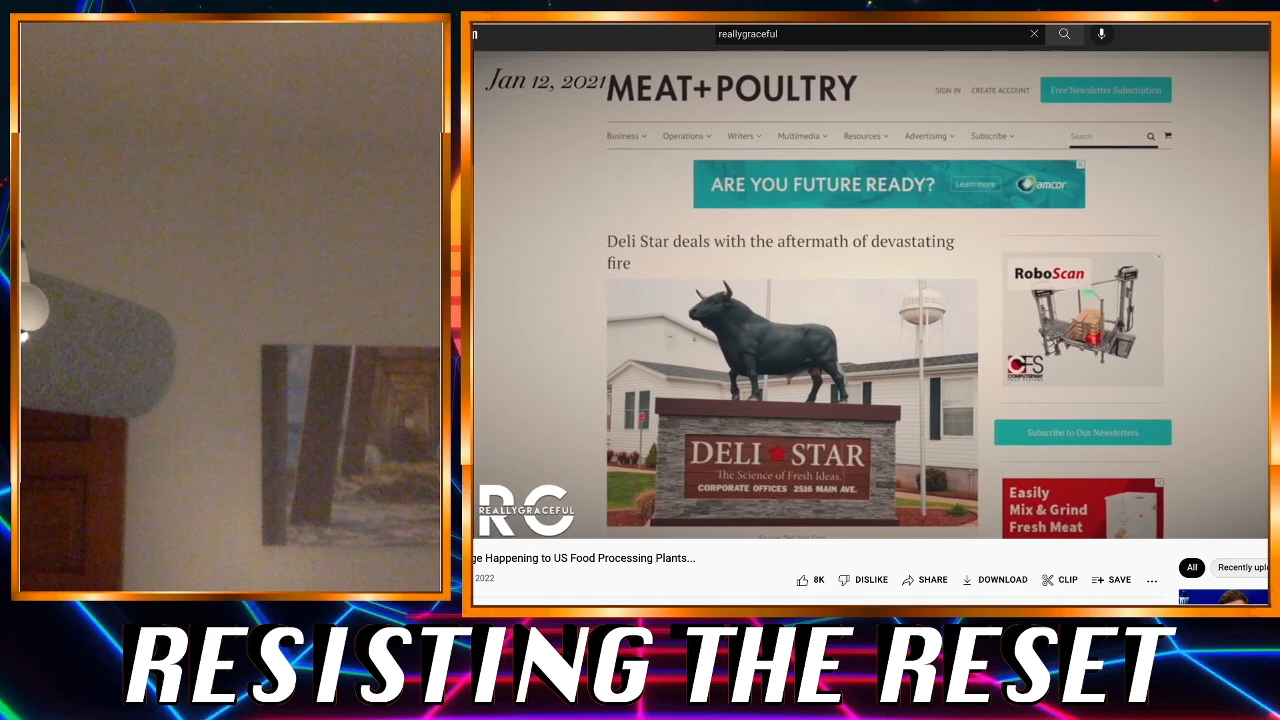 reallygraceful
Jan 12, 2021
MEAT+POULTRY
SIGN IN CREATE ACCOUNT
Free Newsletter Subscription
Business Operations Writers Multimedia Resources Advertising Subscribe
Search
ARE YOU FUTURE READY?
Learn more
amcor
Deli Star deals with the aftermath of devastating
fire
RoboScan
CFS
DELI STAR
The Science of Fresh Ideas.
CORPORATE OFFICES 2516 MAIN AVE.
Subscribe to Our Newsletters
Easily
Mix & Grind
Fresh Meat
RG
REALLYGRACEFUL
ge Happening to US Food Processing Plants...
2022
8K DISLIKE SHARE DOWNLOAD CLIP SAVE ...
All
Recently uplo
RESISTING THE RESET